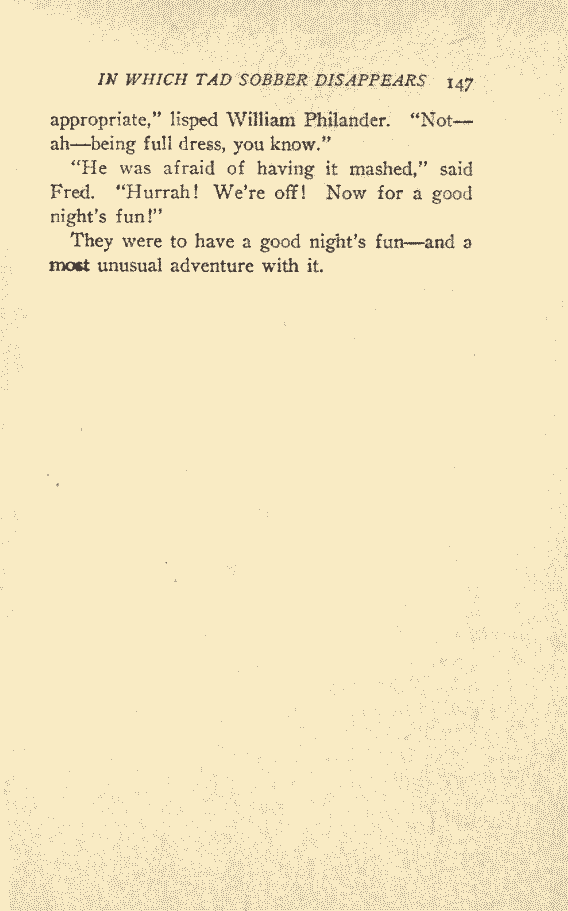 IN WHICH TAD SOBBER DISAPPEARS 147
appropriate,” lisped William Philander. “Not—
ah—being full dress, you know.”
“He was afraid of having it mashed,” said
Fred. “Hurrah! We’re off! Now for a good
night’s fun!”
They were to have a good night’s fun—and a
most unusual adventure with it.